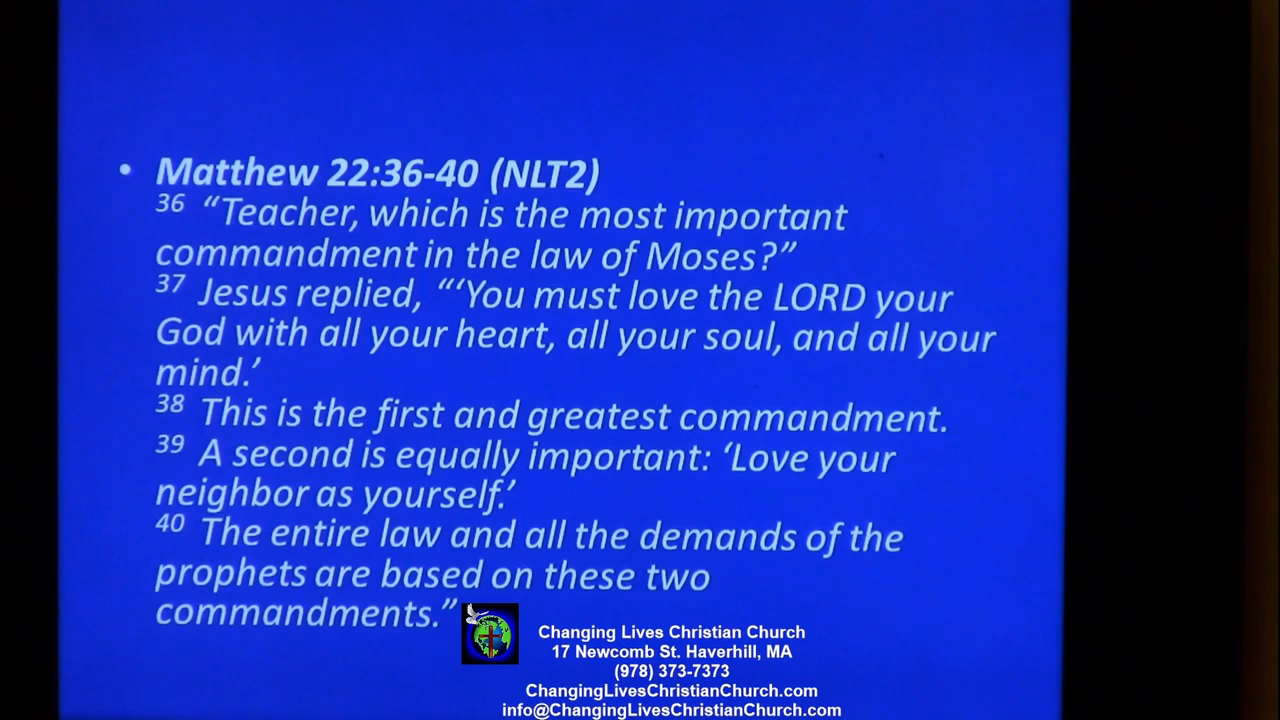 • Matthew 22:36-40 (NLT2)
36 “Teacher, which is the most important
commandment in the law of Moses?”
37 Jesus replied, “‘You must love the LORD your
God with all your heart, all your soul, and all your
mind.’
38 This is the first and greatest commandment.
39 A second is equally important: ‘Love your
neighbor as yourself.’
40 The entire law and all the demands of the
prophets are based on these two
commandments.”
Changing Lives Christian Church
17 Newcomb St. Haverhill, MA
(978) 373-7373
ChangingLivesChristianChurch.com
info@ChangingLivesChristianChurch.com